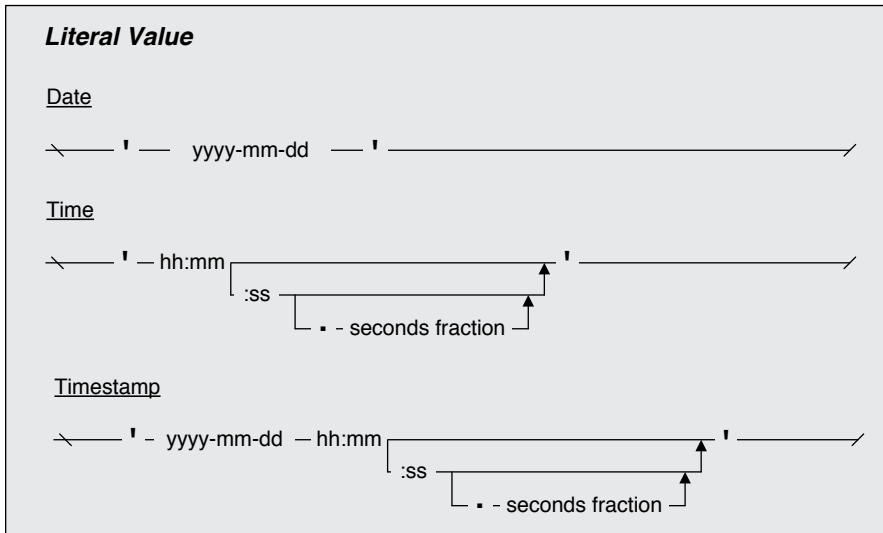 Literal Value
Date
' yyyy-mm-dd '
Time
' hh:mm '
:ss
. seconds fraction
Timestamp
' yyyy-mm-dd hh:mm '
:ss
. seconds fraction